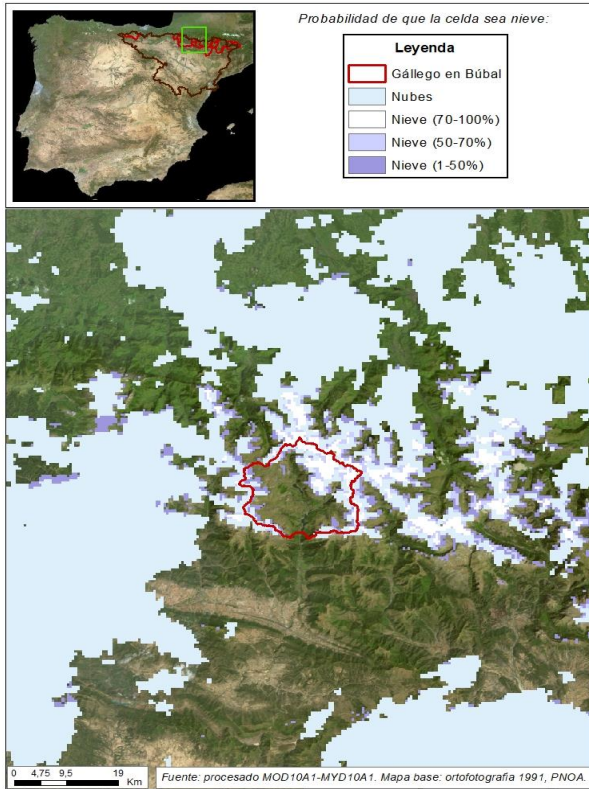 Probabilidad de que la celda sea nieve:
Leyenda
Gállego en Búbal
Nubes
Nieve (70-100%)
Nieve (50-70%)
Nieve (1-50%)
0 4,75 9,5 19
Km
Fuente: procesado MOD10A1-MYD10A1. Mapa base: ortofotografia 1991, PNOA.